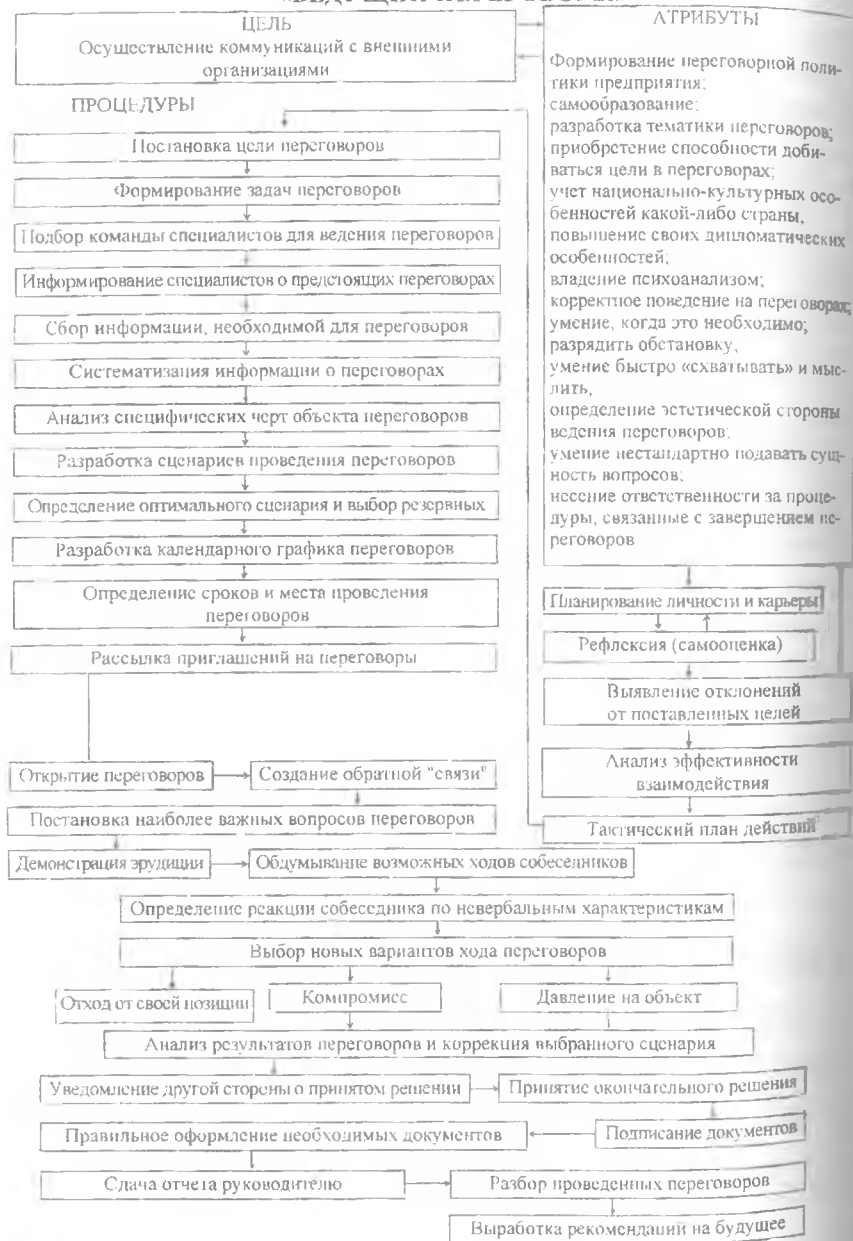 ЦЕЛЬ
Осуществление коммуникаций с внешними
организациями
ПРОЦЕДУРЫ
Постановка цели переговоров
Формирование задач переговоров
Подбор команды специалистов для ведения переговоров
Информирование специалистов о предстоящих переговорах
Сбор информации, необходимой для переговоров
Систематизация информации о переговорах
Анализ специфических черт объекта переговоров
Разработка сценариев проведения переговоров
Определение оптимального сценария и выбор резервных
Разработка календарного графика переговоров
Определение сроков и места проведения
переговоров
Рассылка приглашений на переговоры
АТРИБУТЫ
Формирование переговорной поли-
тики предприятия;
самообразование;
разработка тематики переговоров;
приобретение способности доби-
ваться цели в переговорах;
учет национально-культурных осо-
бенностей какой-либо страны,
повышение своих дипломатических
особенностей;
владение психоанализом;
корректное поведение на переговорах;
умение, когда это необходимо;
разрядить обстановку,
умение быстро «схватывать» и мыс-
лить,
определение эстетической стороны
ведения переговоров;
умение нестандартно подавать сущ-
ность вопросов;
несение ответственности за проце-
дуры, связанные с завершением пе-
реговоров
Планирование личности и карьеры
Рефлексия (самооценка)
Выявление отклонений
от поставленных целей
Анализ эффективности
взаимодействия
Тактический план действий
Открытие переговоров
Создание обратной "связи"
Постановка наиболее важных вопросов переговоров
Демонстрация эрудиции
Обдумывание возможных ходов собеседников
Определение реакции собеседника по невербальным характеристикам
Выбор новых вариантов хода переговоров
Отход от своей позиции
Компромисс
Давление на объект
Анализ результатов переговоров и коррекция выбранного сценария
Уведомление другой стороны о принятом решении
Принятие окончательного решения
Правильное оформление необходимых документов
Подписание документов
Сдача отчета руководителю
Разбор проведенных переговоров
Выработка рекомендаций на будущее